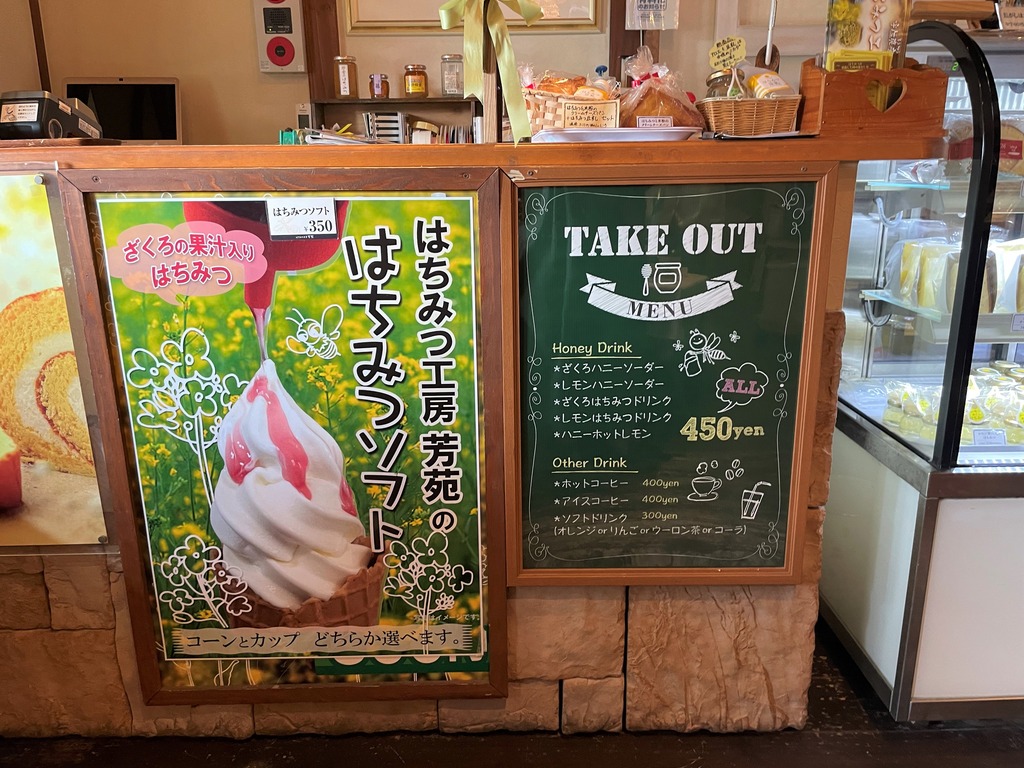 はちみつソフト
¥350
ざくろの果汁入り
はちみつ
はちみつ工房 芳苑 の
はちみつソフト
コーンとカップ どちらか選べます。
TAKE OUT
MENU
Honey Drink
*ざくろハニーソーダー
*レモンハニーソーダー
*ざくろはちみつドリンク
*レモンはちみつドリンク
*ハニーホットレモン
ALL
450yen
Other Drink
*ホットコーヒー 400yen
*アイスコーヒー 400yen
*ソフトドリンク 300yen
(オレンジ or りんご or ウーロン茶 or コーラ)